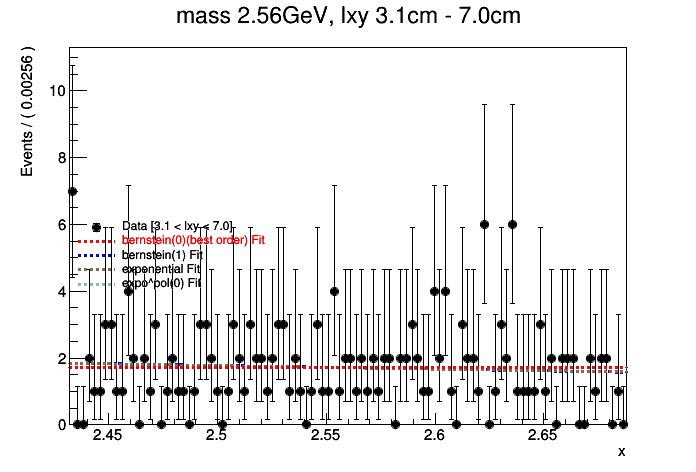 mass 2.56GeV, lxy 3.1cm - 7.0cm
Events / ( 0.00256 )
10
8
6
4
2
0
Data [3.1 < lxy < 7.0]
bernstein(0)(best order) Fit
bernstein(1) Fit
exponential Fit
expo^pol(0) Fit
2.45 2.5 2.55 2.6 2.65
x